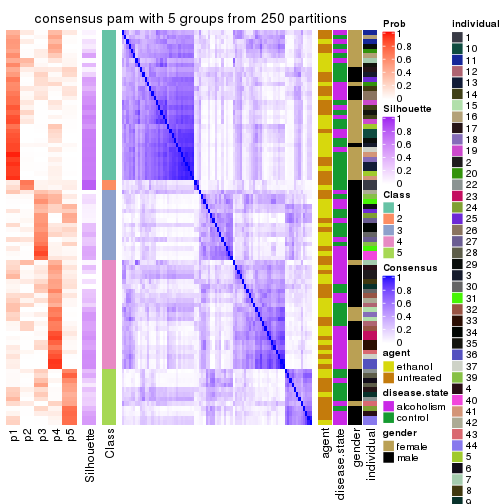 consensus pam with 5 groups from 250 partitions
p1
p2
p3
p4
p5
Silhouette
Class
agent
disease.state
gender
individual
Prob
1
0.8
0.6
0.4
0.2
0
Silhouette
1
0.8
0.6
0.4
0.2
0
Class
1
2
3
4
5
Consensus
1
0.8
0.6
0.4
0.2
0
agent
ethanol
untreated
disease.state
alcoholism
control
gender
female
male
individual
1
10
11
12
13
14
15
16
17
18
19
2
20
22
23
24
25
26
27
28
29
3
30
31
32
33
34
35
36
37
39
4
40
41
42
43
44
5
6
7
8
9